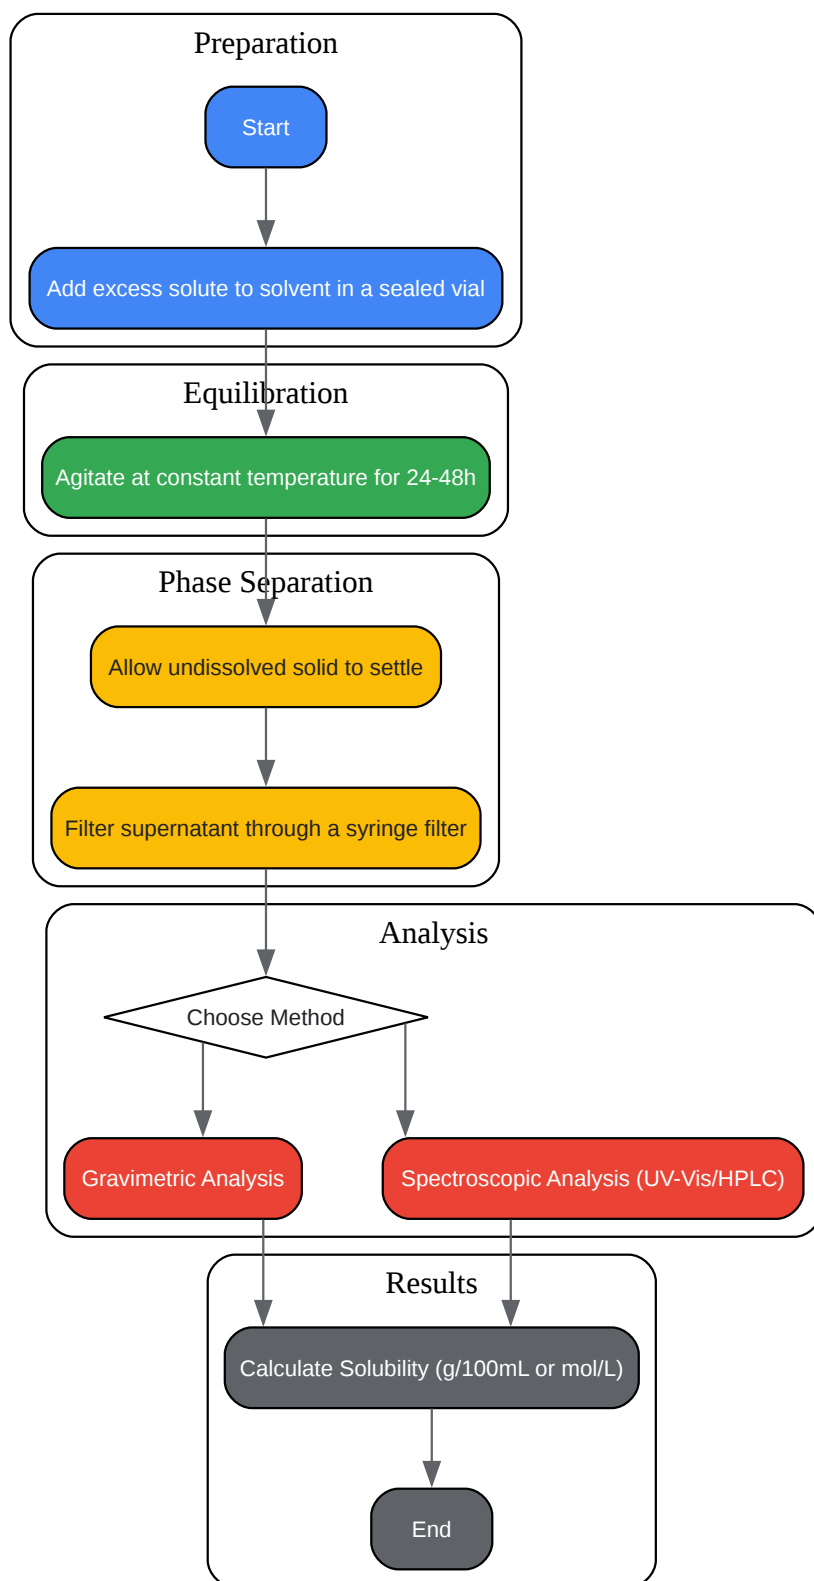 Preparation
Start
Add excess solute to solvent in a sealed vial
Equilibration
Agitate at constant temperature for 24-48h
Phase Separation
Allow undissolved solid to settle
Filter supernatant through a syringe filter
Analysis
Choose Method
Gravimetric Analysis
Spectroscopic Analysis (UV-Vis/HPLC)
Results
Calculate Solubility (g/100mL or mol/L)
End